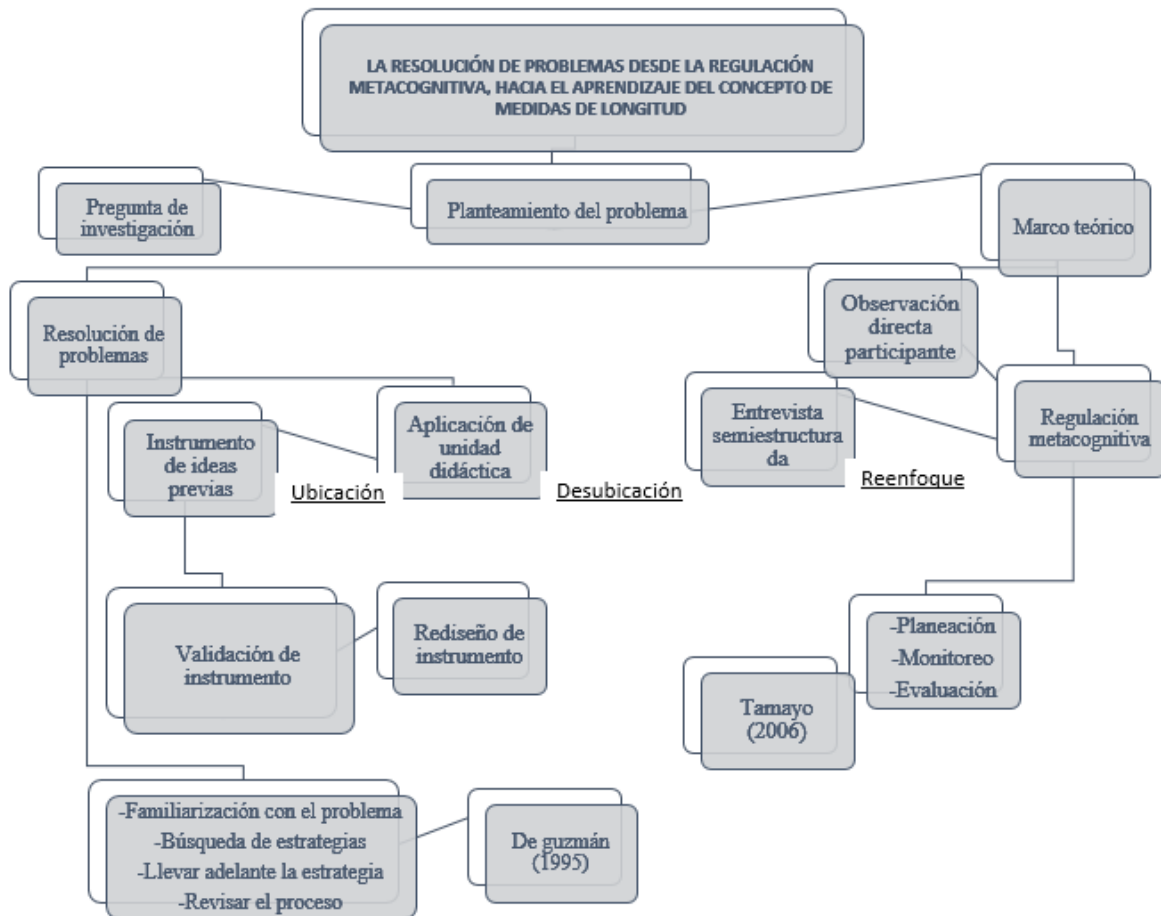 LA RESOLUCIÓN DE PROBLEMAS DESDE LA REGULACIÓN
METACOGNITIVA, HACIA EL APRENDIZAJE DEL CONCEPTO DE
MEDIDAS DE LONGITUD
Pregunta de
investigación
Planteamiento del problema
Marco teórico
Resolución de
problemas
Observación
directa
participante
Instrumento
de ideas
previas
Ubicación
Aplicación de
unidad
didáctica
Desubicación
Entrevista
semiestructura
da
Reenfoque
Regulación
metacognitiva
Validación de
instrumento
Rediseño de
instrumento
-Planeación
-Monitoreo
-Evaluación
Tamayo
(2006)
-Familiarización con el problema
-Búsqueda de estrategias
-Llevar adelante la estrategia
-Revisar el proceso
De guzmán
(1995)